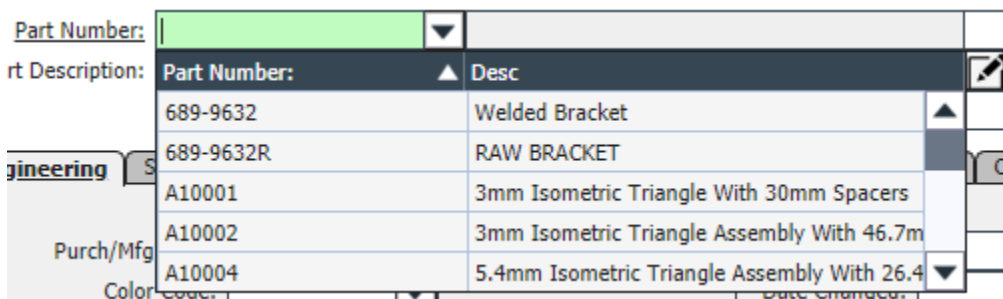 Part Number:
rt Description:
Part Number: Desc
689-9632 Welded Bracket
689-9632R RAW BRACKET
gineering S
A10001 3mm Isometric Triangle With 30mm Spacers
A10002 3mm Isometric Triangle Assembly With 46.7m
Purch/Mfg
A10004 5.4mm Isometric Triangle Assembly With 26.4
Color Code:
Date Changed: